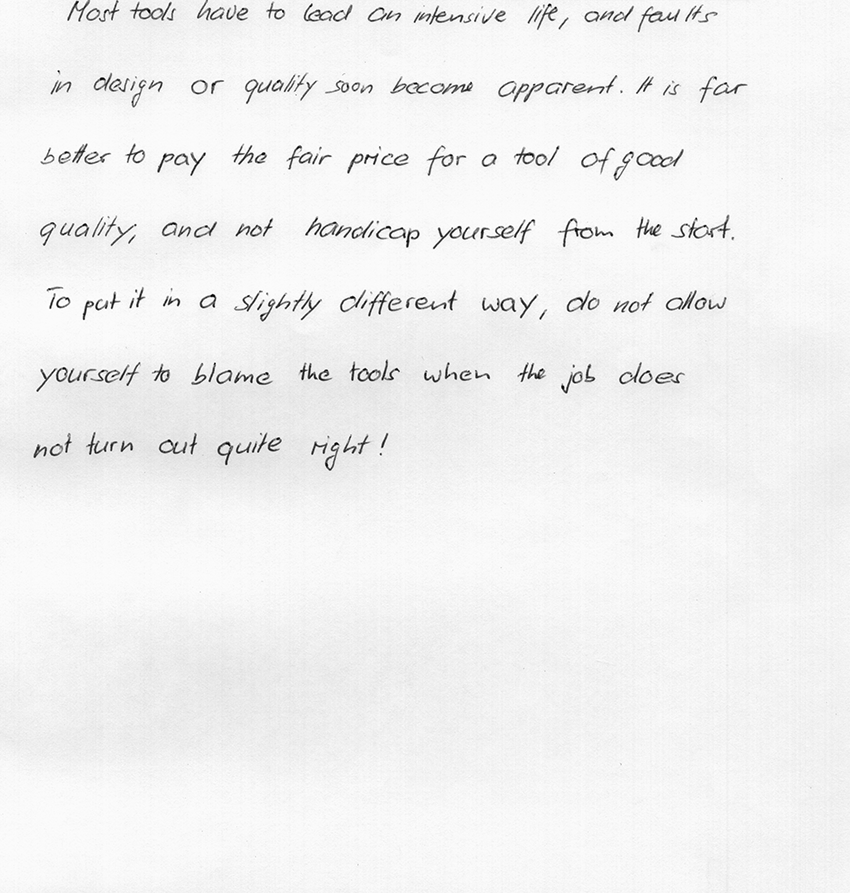 Most tools have to lead an intensive life, and faults
in design or quality soon become apparent. It is far
better to pay the fair price for a tool of good
quality, and not handicap yourself from the start.
To put it in a slightly different way, do not allow
yourself to blame the tools when the job does
not turn out quite right!